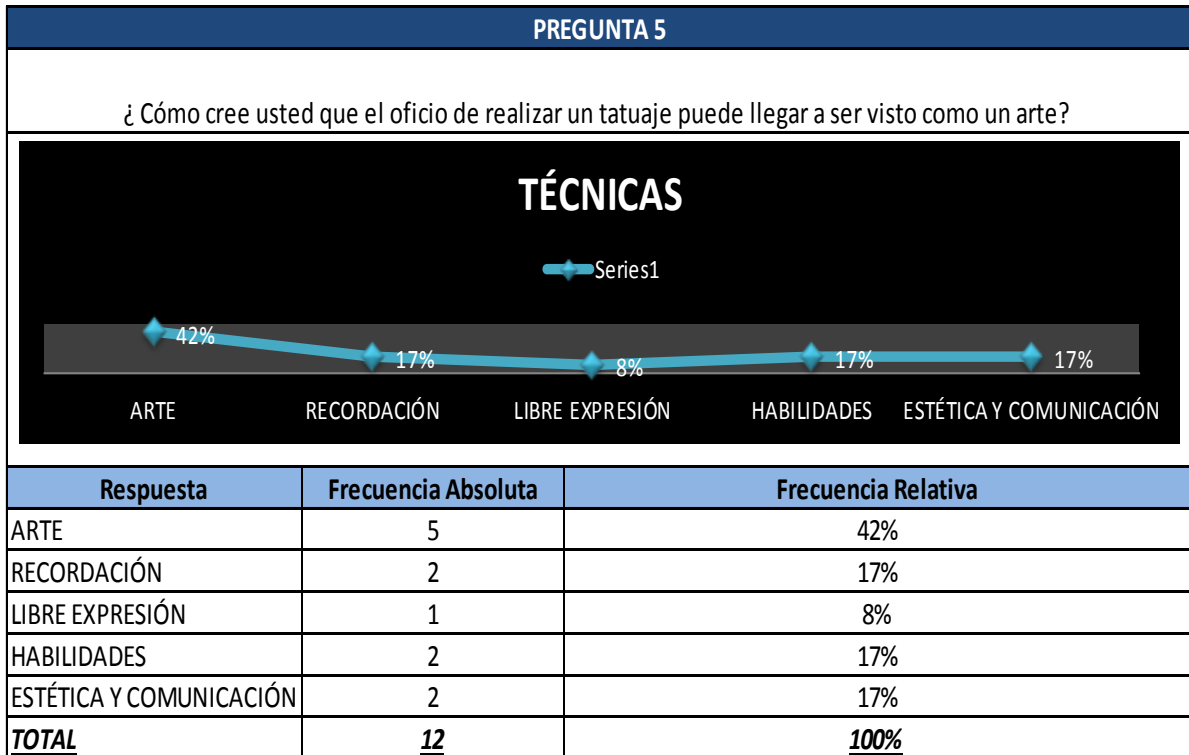 PREGUNTA 5
¿ Cómo cree usted que el oficio de realizar un tatuaje puede llegar a ser visto como un arte?
TÉCNICAS
Series1
42% 17% 8% 17% 17%
ARTE RECORDACIÓN LIBRE EXPRESIÓN HABILIDADES ESTÉTICA Y COMUNICACIÓN
Respuesta Frecuencia Absoluta Frecuencia Relativa
ARTE 5 42%
RECORDACIÓN 2 17%
LIBRE EXPRESIÓN 1 8%
HABILIDADES 2 17%
ESTÉTICA Y COMUNICACIÓN 2 17%
TOTAL 12 100%